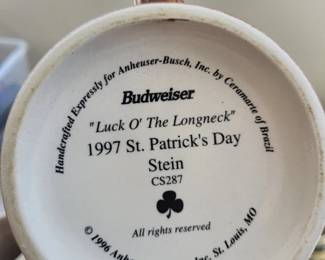 Handcrafted Expressly for Anheuser-Busch, Inc. by Ceramarte of Brazil
Budweiser
"Luck O' The Longneck"
1997 St. Patrick's Day
Stein
CS287
All rights reserved
© 1996 Anheuser- Inc, St. Louis, MO